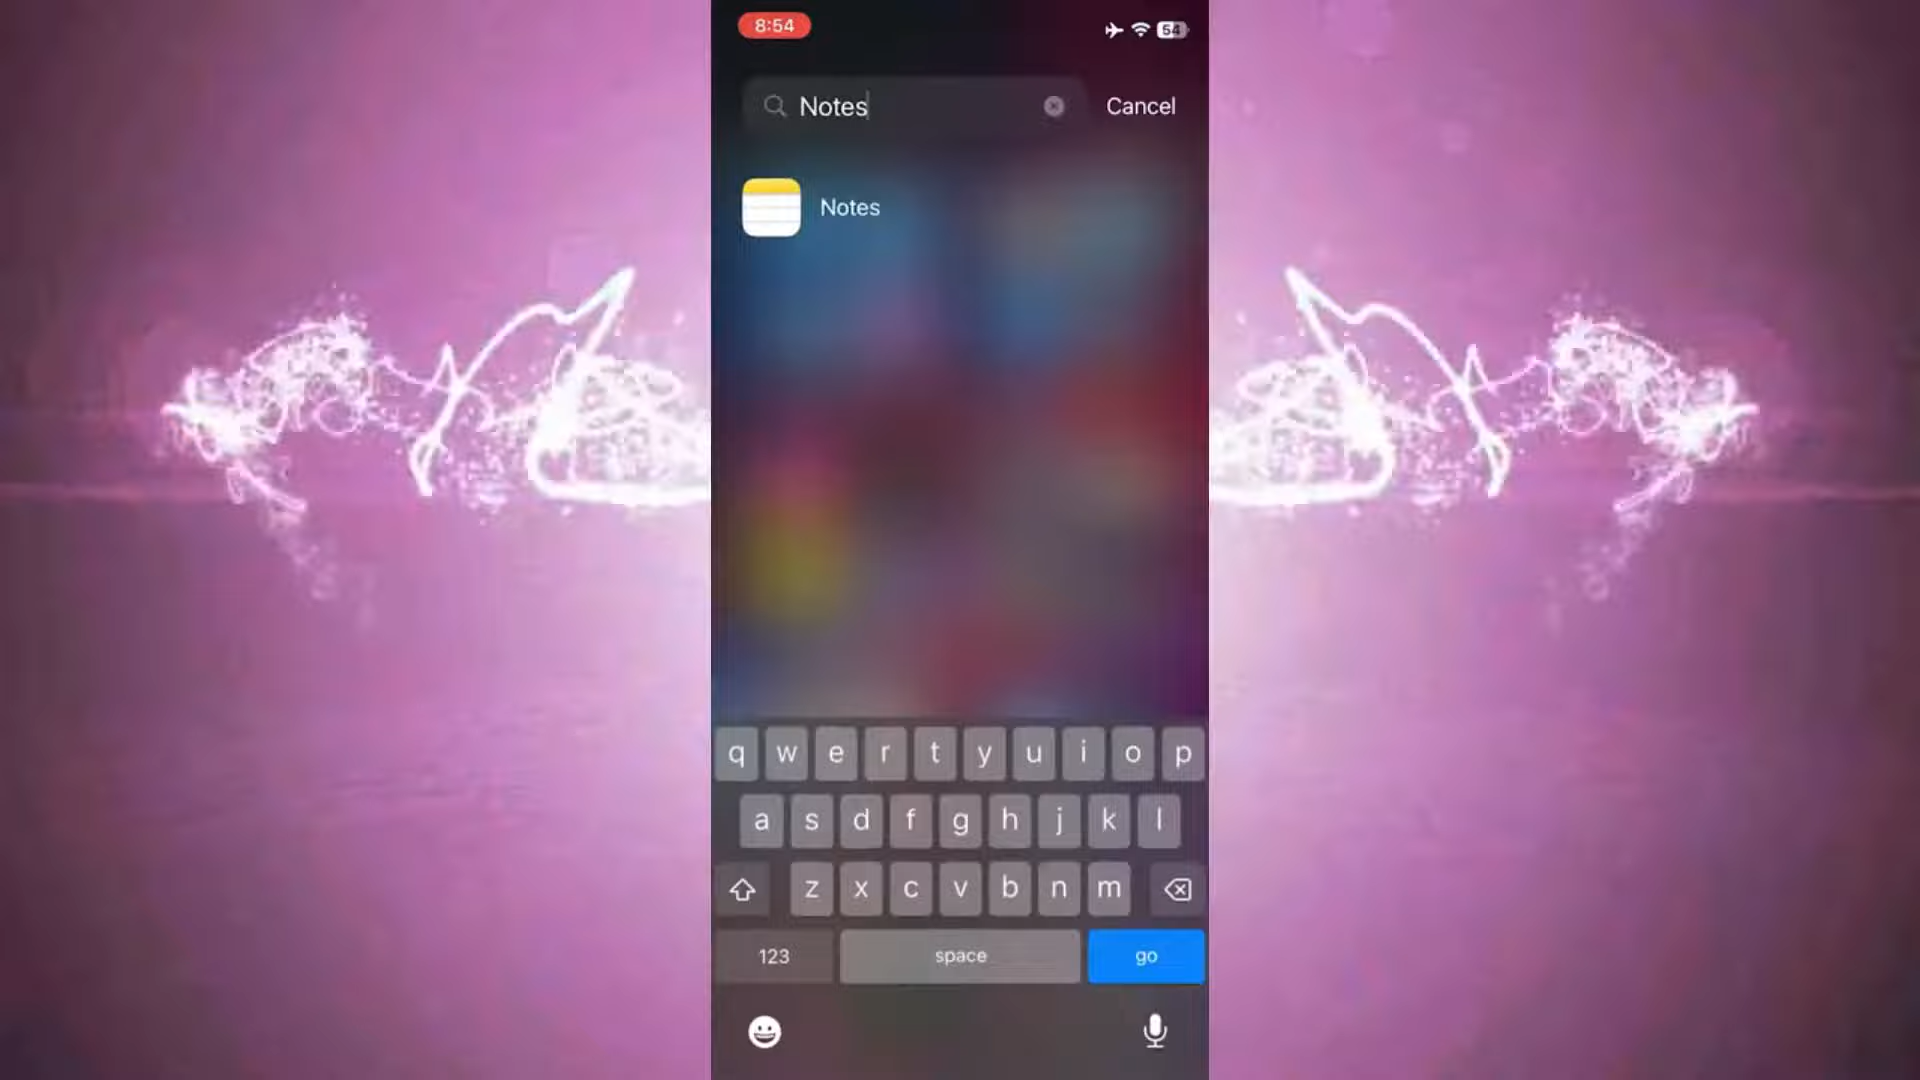 8:54
54
Notes
Cancel
Notes
q w e r t y u i o p
a s d f g h j k l
z x c v b n m
123 space go